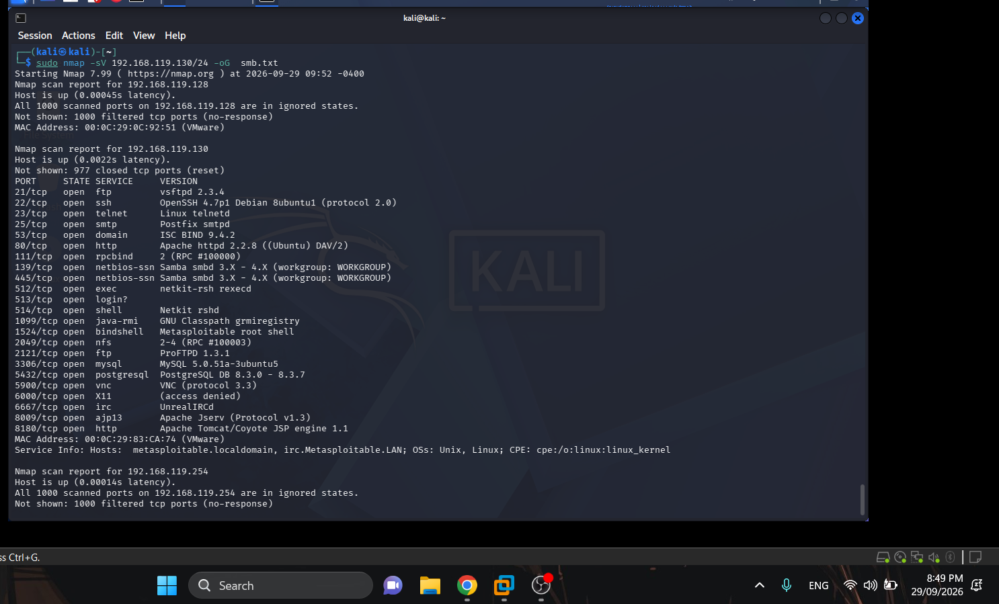 kali@kali: ~
Session Actions Edit View Help
┌──(kali㉿kali)-[~]
└─$ sudo nmap -sV 192.168.119.130/24 -oG  smb.txt
Starting Nmap 7.99 ( https://nmap.org ) at 2026-09-29 09:52 -0400
Nmap scan report for 192.168.119.128
Host is up (0.00045s latency).
All 1000 scanned ports on 192.168.119.128 are in ignored states.
Not shown: 1000 filtered tcp ports (no-response)
MAC Address: 00:0C:29:0C:92:51 (VMware)
File System
Nmap scan report for 192.168.119.130
Host is up (0.0022s latency).
Not shown: 977 closed tcp ports (reset)
PORT     STATE SERVICE     VERSION
21/tcp   open  ftp         vsftpd 2.3.4
22/tcp   open  ssh         OpenSSH 4.7p1 Debian 8ubuntu1 (protocol 2.0)
23/tcp   open  telnet      Linux telnetd
25/tcp   open  smtp        Postfix smtpd
53/tcp   open  domain      ISC BIND 9.4.2
80/tcp   open  http        Apache httpd 2.2.8 ((Ubuntu) DAV/2)
111/tcp  open  rpcbind     2 (RPC #100000)
139/tcp  open  netbios-ssn Samba smbd 3.X - 4.X (workgroup: WORKGROUP)
445/tcp  open  netbios-ssn Samba smbd 3.X - 4.X (workgroup: WORKGROUP)
512/tcp  open  exec        netkit-rsh rexecd
513/tcp  open  login?
514/tcp  open  shell       Netkit rshd
1099/tcp open  java-rmi    GNU Classpath grmiregistry
1524/tcp open  bindshell   Metasploitable root shell
2049/tcp open  nfs         2-4 (RPC #100003)
2121/tcp open  ftp         ProFTPD 1.3.1
3306/tcp open  mysql       MySQL 5.0.51a-3ubuntu5
5432/tcp open  postgresql  PostgreSQL DB 8.3.0 - 8.3.7
5900/tcp open  vnc         VNC (protocol 3.3)
6000/tcp open  X11         (access denied)
6667/tcp open  irc         UnrealIRCd
8009/tcp open  ajp13       Apache Jserv (Protocol v1.3)
8180/tcp open  http        Apache Tomcat/Coyote JSP engine 1.1
MAC Address: 00:0C:29:83:CA:74 (VMware)
Service Info: Hosts:  metasploitable.localdomain, irc.Metasploitable.LAN; OSs: Unix, Linux; CPE: cpe:/o:linux:linux_kernel
Nmap scan report for 192.168.119.254
Host is up (0.00014s latency).
All 1000 scanned ports on 192.168.119.254 are in ignored states.
Not shown: 1000 filtered tcp ports (no-response)
KALI
ss Ctrl+G.
Search
ENG
8:49 PM
29/09/2026